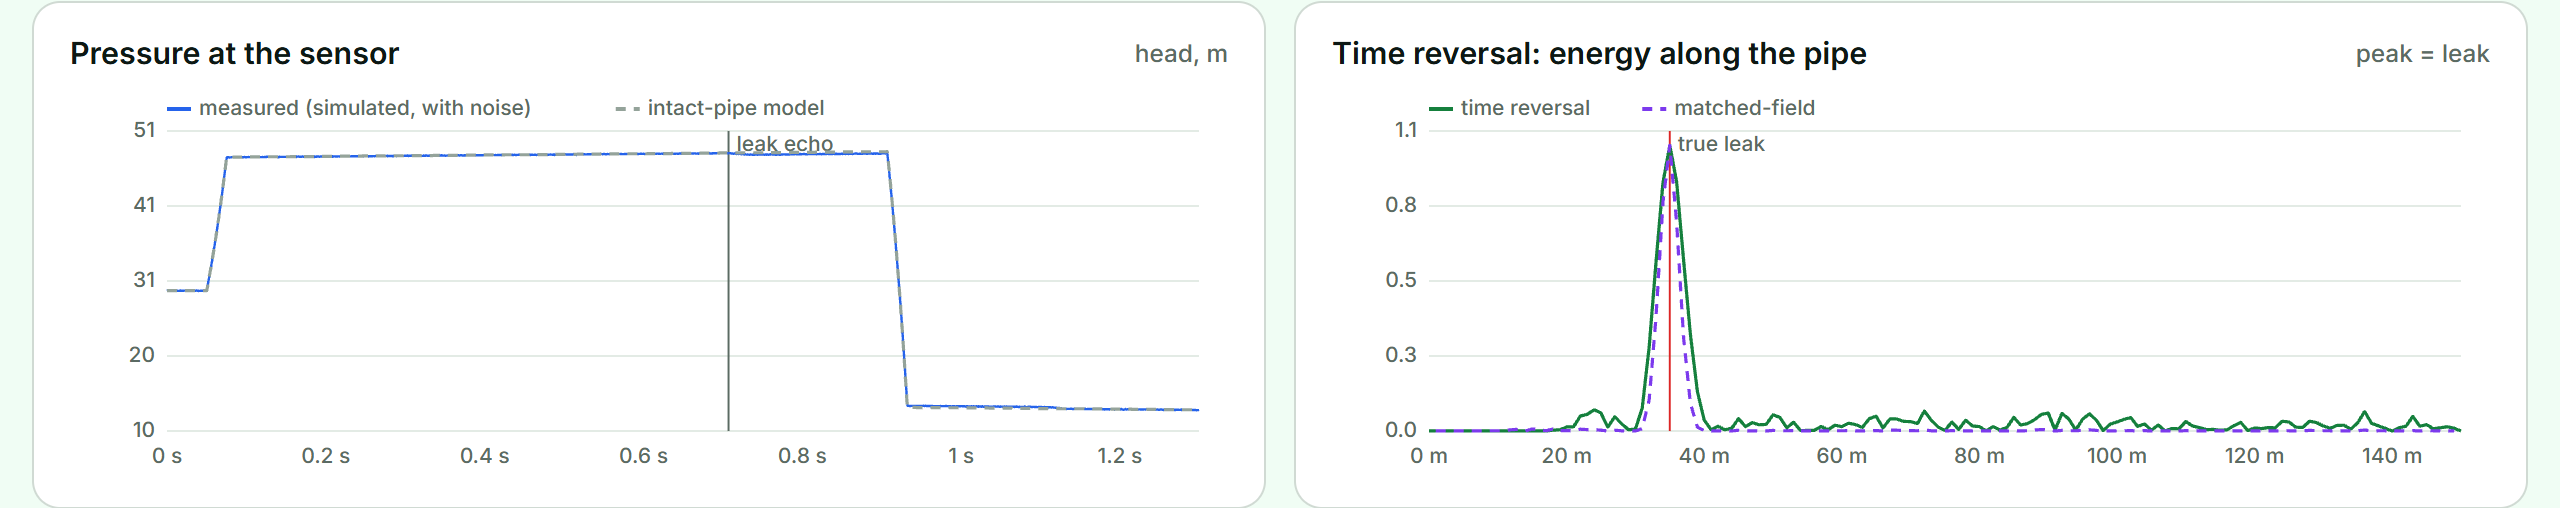 Pressure at the sensor
head, m
measured (simulated, with noise)
intact-pipe model
51
leak echo
41
31
20
10
0 s
0.2 s
0.4 s
0.6 s
0.8 s
1 s
1.2 s
Time reversal: energy along the pipe
peak = leak
time reversal
matched-field
1.1
true leak
0.8
0.5
0.3
0.0
0 m
20 m
40 m
60 m
80 m
100 m
120 m
140 m